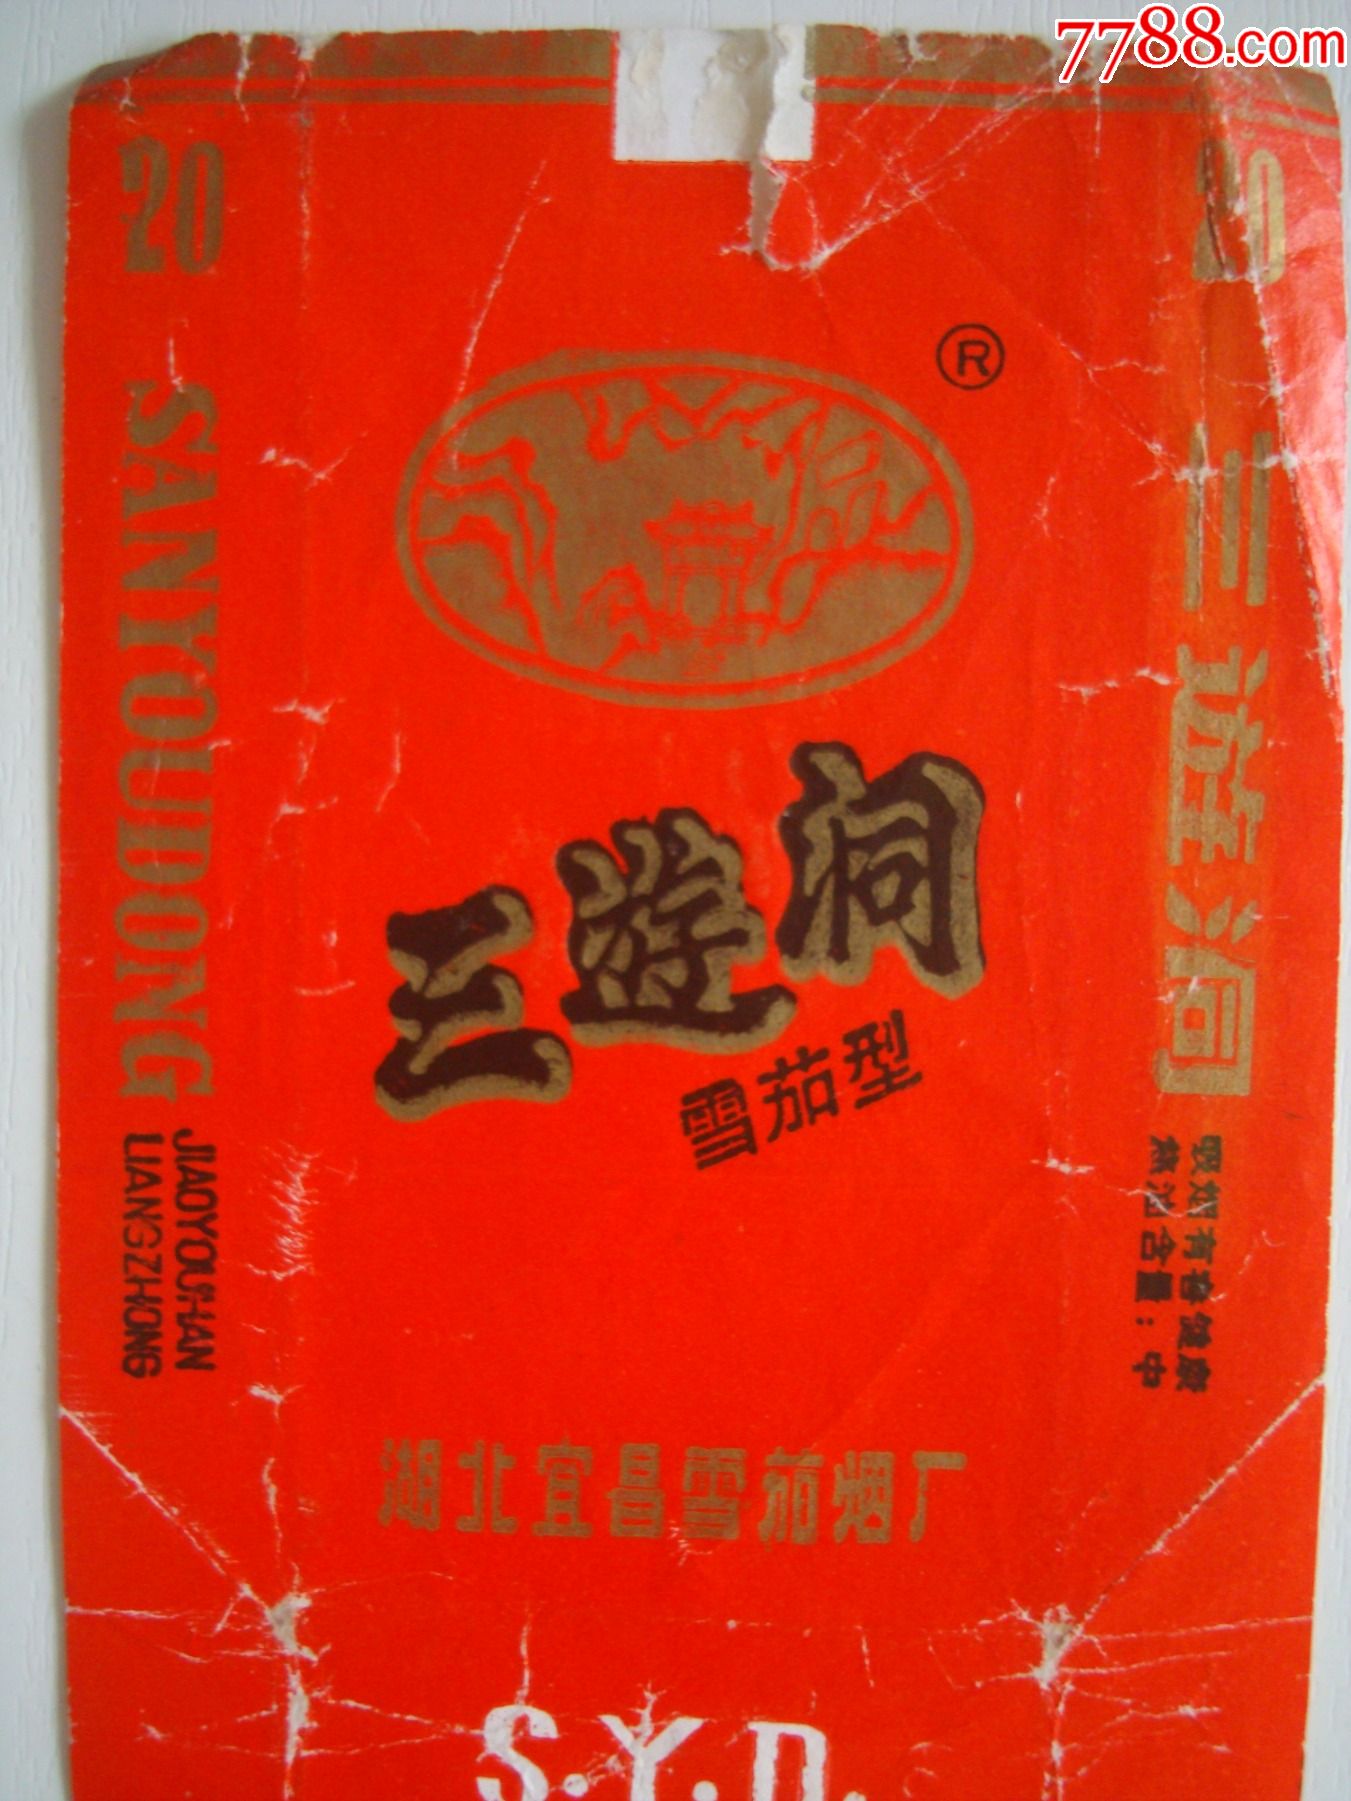 7788.com
20
SANYOUDONG
JIAOYOUHAN
LIANGZHONG
®
三游洞
雪茄型
湖北宜昌雪茄烟厂
S.Y.D.
20
三游洞
吸烟有害健康
焦油含量：中